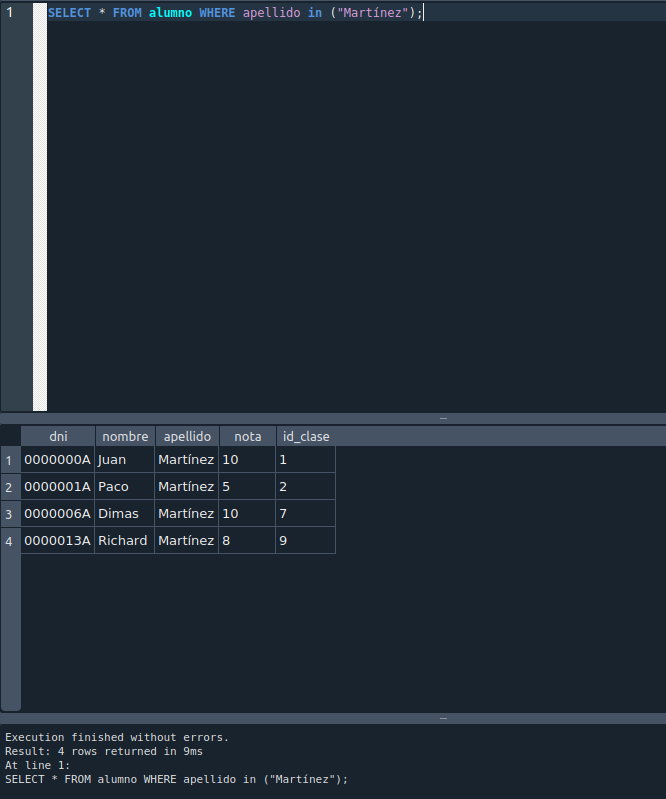 1 SELECT * FROM alumno WHERE apellido in ("Martínez");
dni nombre apellido nota id_clase
1 0000000A Juan Martínez 10 1
2 0000001A Paco Martínez 5 2
3 0000006A Dimas Martínez 10 7
4 0000013A Richard Martínez 8 9
Execution finished without errors.
Result: 4 rows returned in 9ms
At line 1:
SELECT * FROM alumno WHERE apellido in ("Martínez");